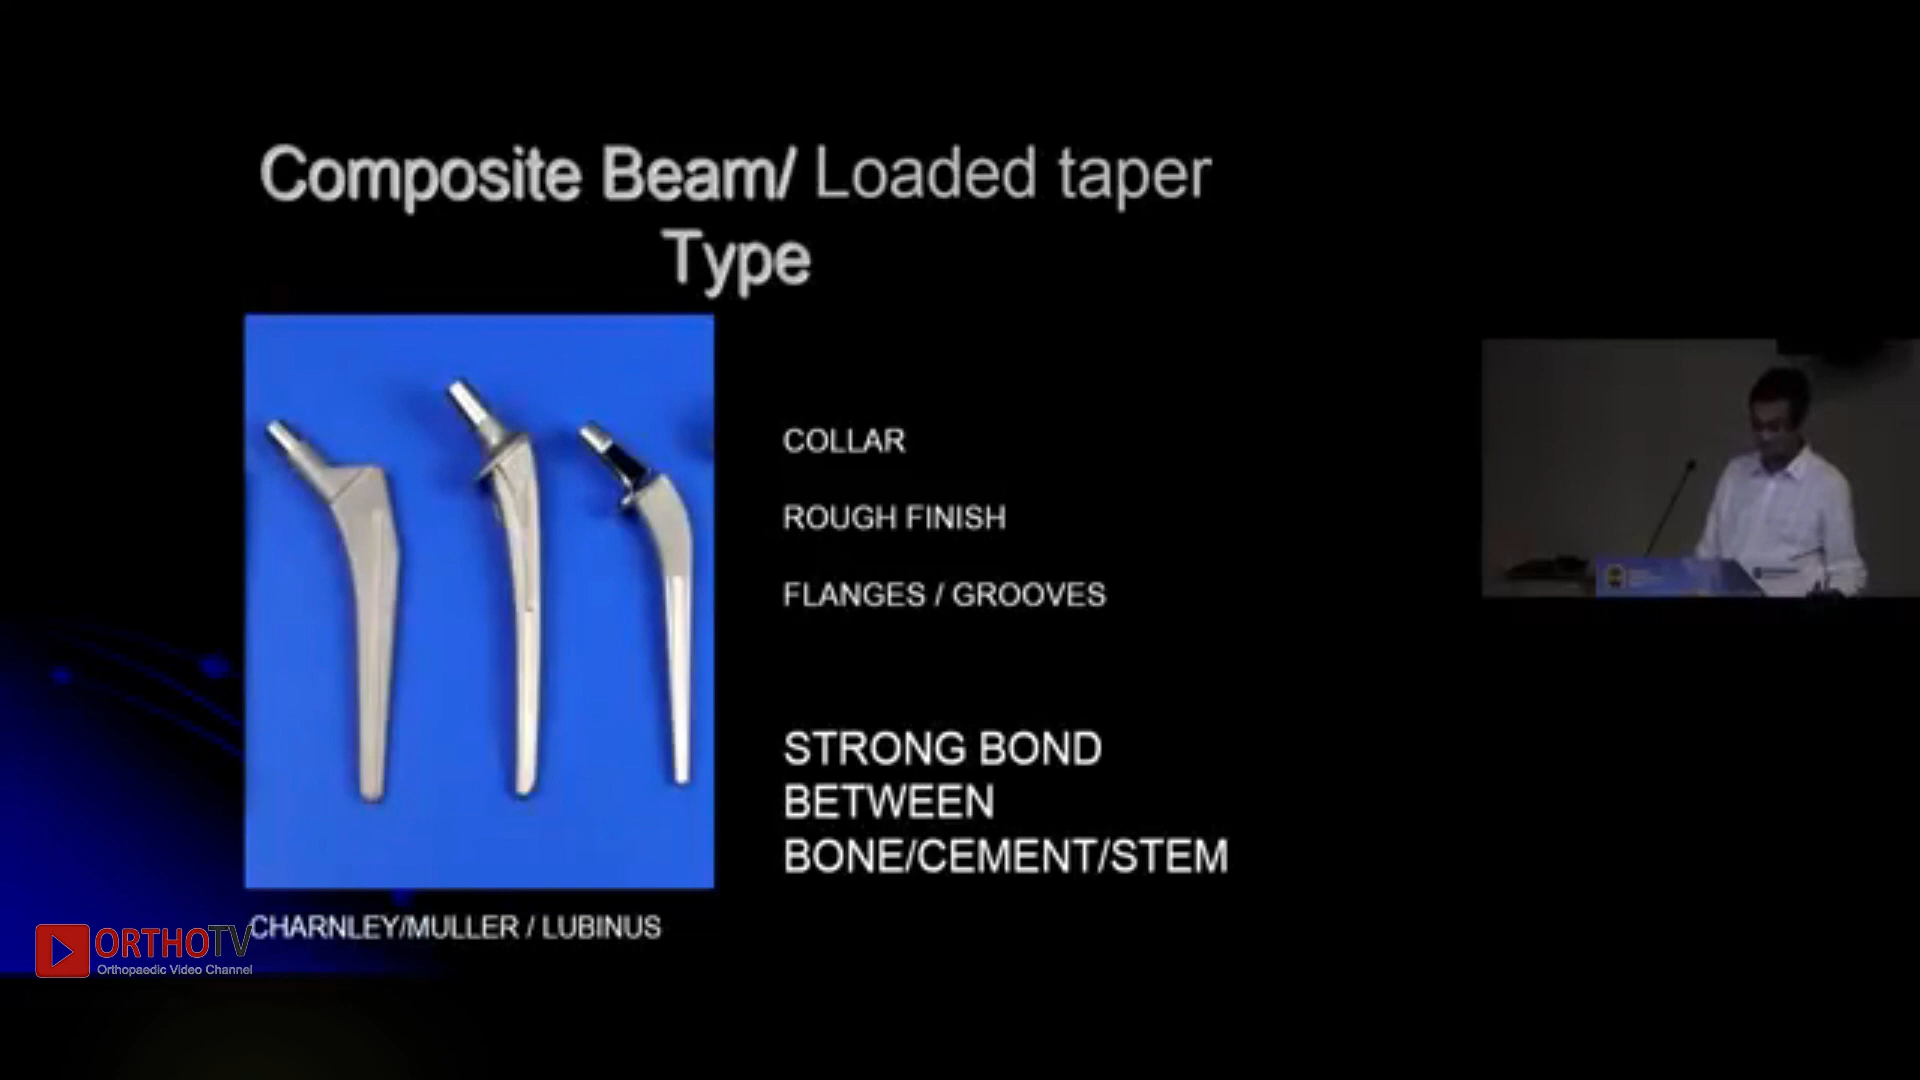 Composite Beam/ Loaded taper
Type
COLLAR
ROUGH FINISH
FLANGES / GROOVES
STRONG BOND
BETWEEN
BONE/CEMENT/STEM
CHARNLEY/MULLER / LUBINUS
ORTHOTV
Orthopaedic Video Channel